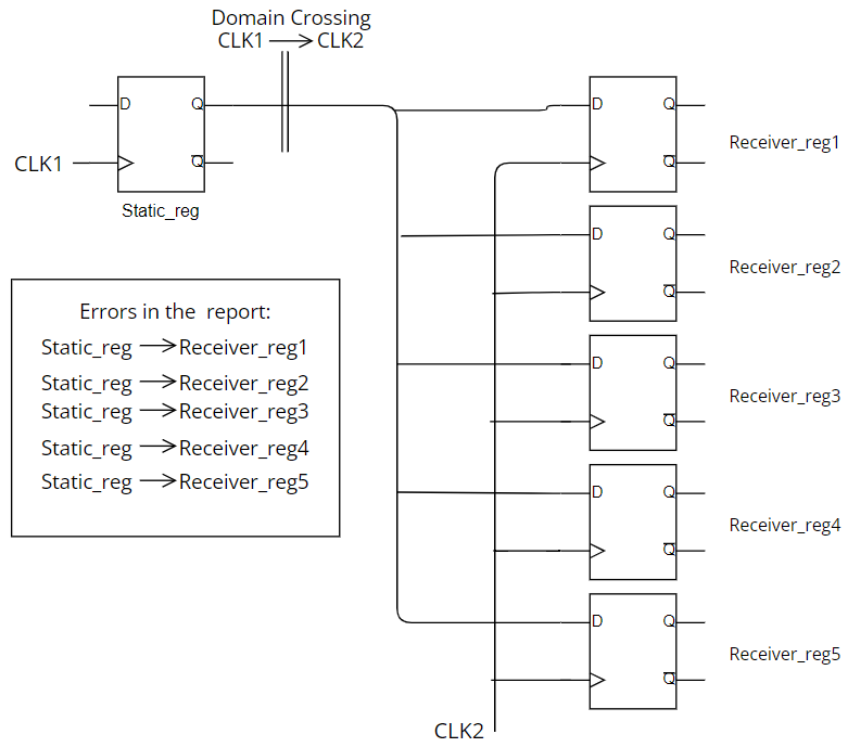 Domain Crossing
CLK1 → CLK2
D Q
CLK1 Q̅
Static_reg
D Q
Q̅
Receiver_reg1
D Q
Q̅
Receiver_reg2
D Q
Q̅
Receiver_reg3
D Q
Q̅
Receiver_reg4
D Q
Q̅
Receiver_reg5
CLK2
Errors in the report:
Static_reg → Receiver_reg1
Static_reg → Receiver_reg2
Static_reg → Receiver_reg3
Static_reg → Receiver_reg4
Static_reg → Receiver_reg5